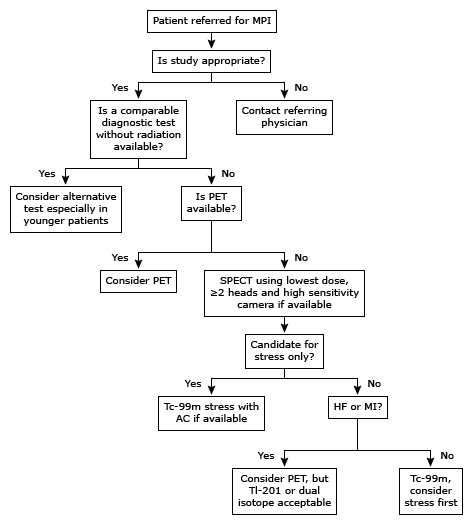 Patient referred for MPI
Is study appropriate?
Yes
No
Is a comparable
diagnostic test
without radiation
available?
Contact referring
physician
Yes
No
Consider alternative
test especially in
younger patients
Is PET
available?
Yes
No
Consider PET
SPECT using lowest dose,
≥2 heads and high sensitivity
camera if available
Candidate for
stress only?
Yes
No
Tc-99m stress with
AC if available
HF or MI?
Yes
No
Consider PET, but
Tl-201 or dual
isotope acceptable
Tc-99m,
consider
stress first